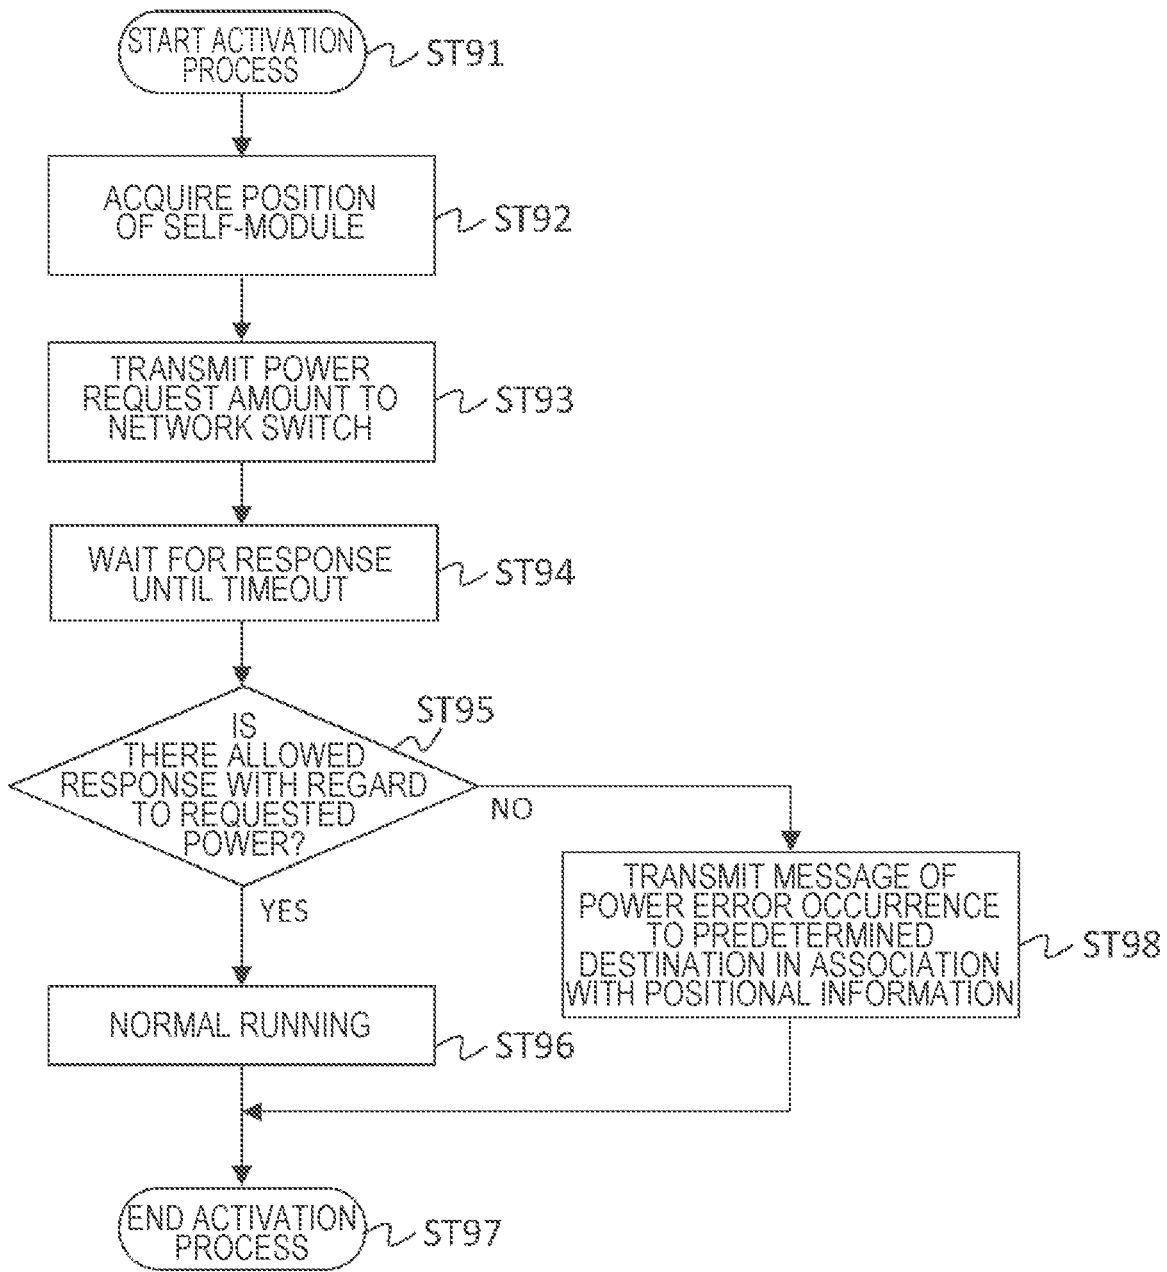 START ACTIVATION
PROCESS
ST91
ACQUIRE POSITION
OF SELF-MODULE
ST92
TRANSMIT POWER
REQUEST AMOUNT TO
NETWORK SWITCH
ST93
WAIT FOR RESPONSE
UNTIL TIMEOUT
ST94
IS
THERE ALLOWED
RESPONSE WITH REGARD
TO REQUESTED
POWER?
ST95
NO
YES
TRANSMIT MESSAGE OF
POWER ERROR OCCURRENCE
TO PREDETERMINED
DESTINATION IN ASSOCIATION
WITH POSITIONAL INFORMATION
ST98
NORMAL RUNNING
ST96
END ACTIVATION
PROCESS
ST97